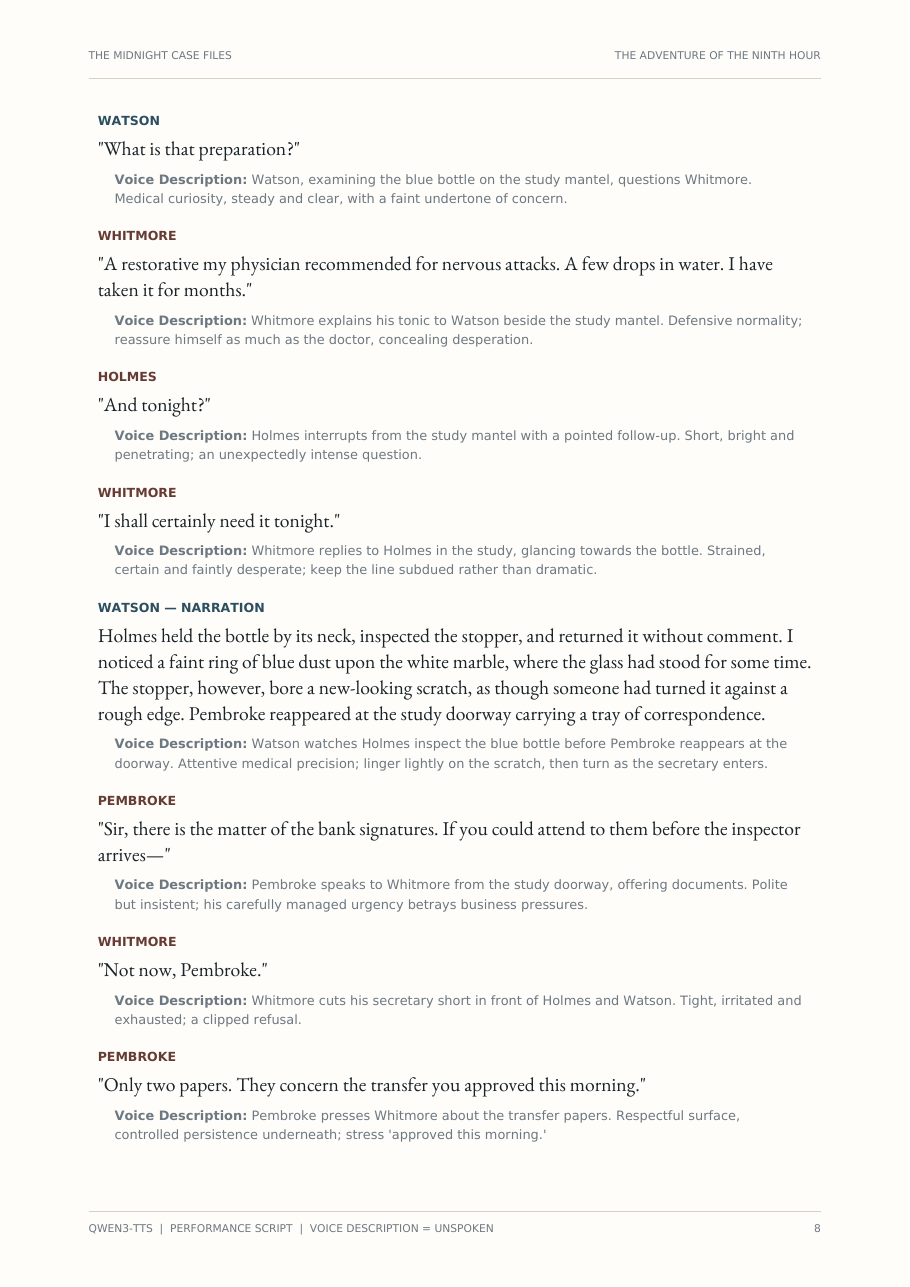 THE MIDNIGHT CASE FILES
THE ADVENTURE OF THE NINTH HOUR
WATSON
"What is that preparation?"
Voice Description: Watson, examining the blue bottle on the study mantel, questions Whitmore.
Medical curiosity, steady and clear, with a faint undertone of concern.
WHITMORE
"A restorative my physician recommended for nervous attacks. A few drops in water. I have
taken it for months."
Voice Description: Whitmore explains his tonic to Watson beside the study mantel. Defensive normality;
reassure himself as much as the doctor, concealing desperation.
HOLMES
"And tonight?"
Voice Description: Holmes interrupts from the study mantel with a pointed follow-up. Short, bright and
penetrating; an unexpectedly intense question.
WHITMORE
"I shall certainly need it tonight."
Voice Description: Whitmore replies to Holmes in the study, glancing towards the bottle. Strained,
certain and faintly desperate; keep the line subdued rather than dramatic.
WATSON — NARRATION
Holmes held the bottle by its neck, inspected the stopper, and returned it without comment. I
noticed a faint ring of blue dust upon the white marble, where the glass had stood for some time.
The stopper, however, bore a new-looking scratch, as though someone had turned it against a
rough edge. Pembroke reappeared at the study doorway carrying a tray of correspondence.
Voice Description: Watson watches Holmes inspect the blue bottle before Pembroke reappears at the
doorway. Attentive medical precision; linger lightly on the scratch, then turn as the secretary enters.
PEMBROKE
"Sir, there is the matter of the bank signatures. If you could attend to them before the inspector
arrives—"
Voice Description: Pembroke speaks to Whitmore from the study doorway, offering documents. Polite
but insistent; his carefully managed urgency betrays business pressures.
WHITMORE
"Not now, Pembroke."
Voice Description: Whitmore cuts his secretary short in front of Holmes and Watson. Tight, irritated and
exhausted; a clipped refusal.
PEMBROKE
"Only two papers. They concern the transfer you approved this morning."
Voice Description: Pembroke presses Whitmore about the transfer papers. Respectful surface,
controlled persistence underneath; stress 'approved this morning.'
QWEN3-TTS | PERFORMANCE SCRIPT | VOICE DESCRIPTION = UNSPOKEN
8